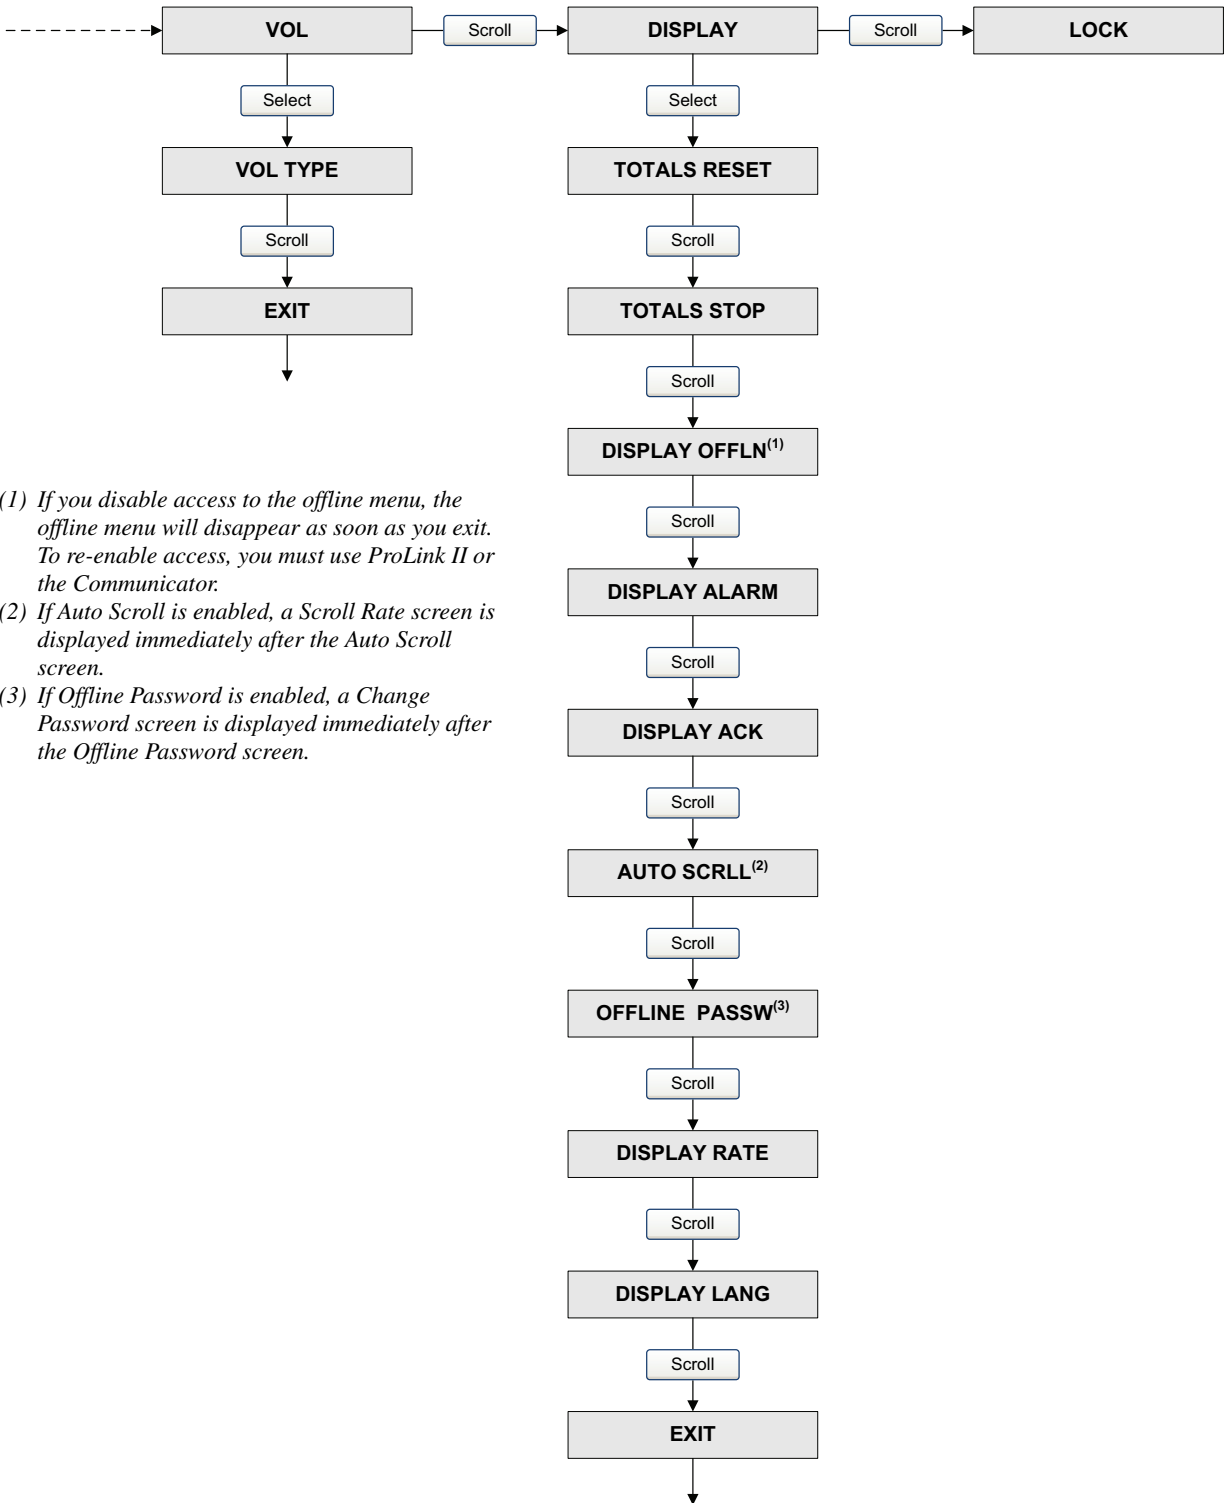 VOL
Scroll
DISPLAY
Scroll
LOCK
Select
Select
VOL TYPE
TOTALS RESET
Scroll
Scroll
EXIT
TOTALS STOP
Scroll
DISPLAY OFFLN(1)
(1) If you disable access to the offline menu, the
offline menu will disappear as soon as you exit.
To re-enable access, you must use ProLink II or
the Communicator.
(2) If Auto Scroll is enabled, a Scroll Rate screen is
displayed immediately after the Auto Scroll
screen.
(3) If Offline Password is enabled, a Change
Password screen is displayed immediately after
the Offline Password screen.
Scroll
DISPLAY ALARM
Scroll
DISPLAY ACK
Scroll
AUTO SCRLL(2)
Scroll
OFFLINE PASSW(3)
Scroll
DISPLAY RATE
Scroll
DISPLAY LANG
Scroll
EXIT